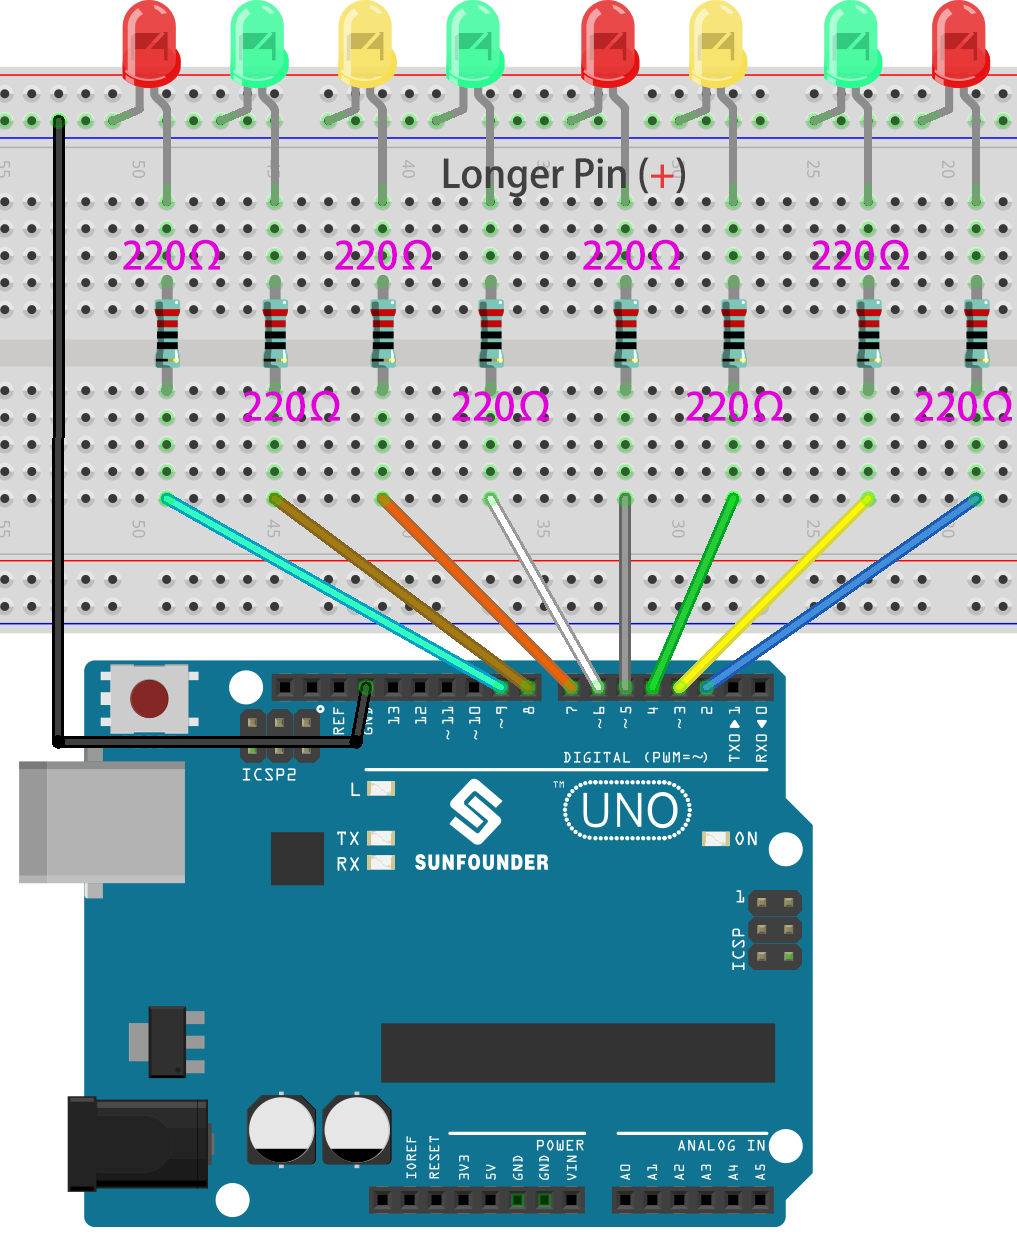 50 45 40 35 30 25 20
Longer Pin (+)
220Ω 220Ω 220Ω 220Ω
220Ω 220Ω 220Ω 220Ω
55 50 45 35 30 25 20
REF GND 13 12 ~11 ~10 ~9 8 7 ~6 ~5 4 ~3 2 TX0▶1 RX0◀0
DIGITAL (PWM=~)
ICSP2
L
TM
UNO
TX
ON
RX
SUNFOUNDER
1
ICSP
POWER
ANALOG IN
IOREF RESET 3V3 5V GND GND VIN A0 A1 A2 A3 A4 A5